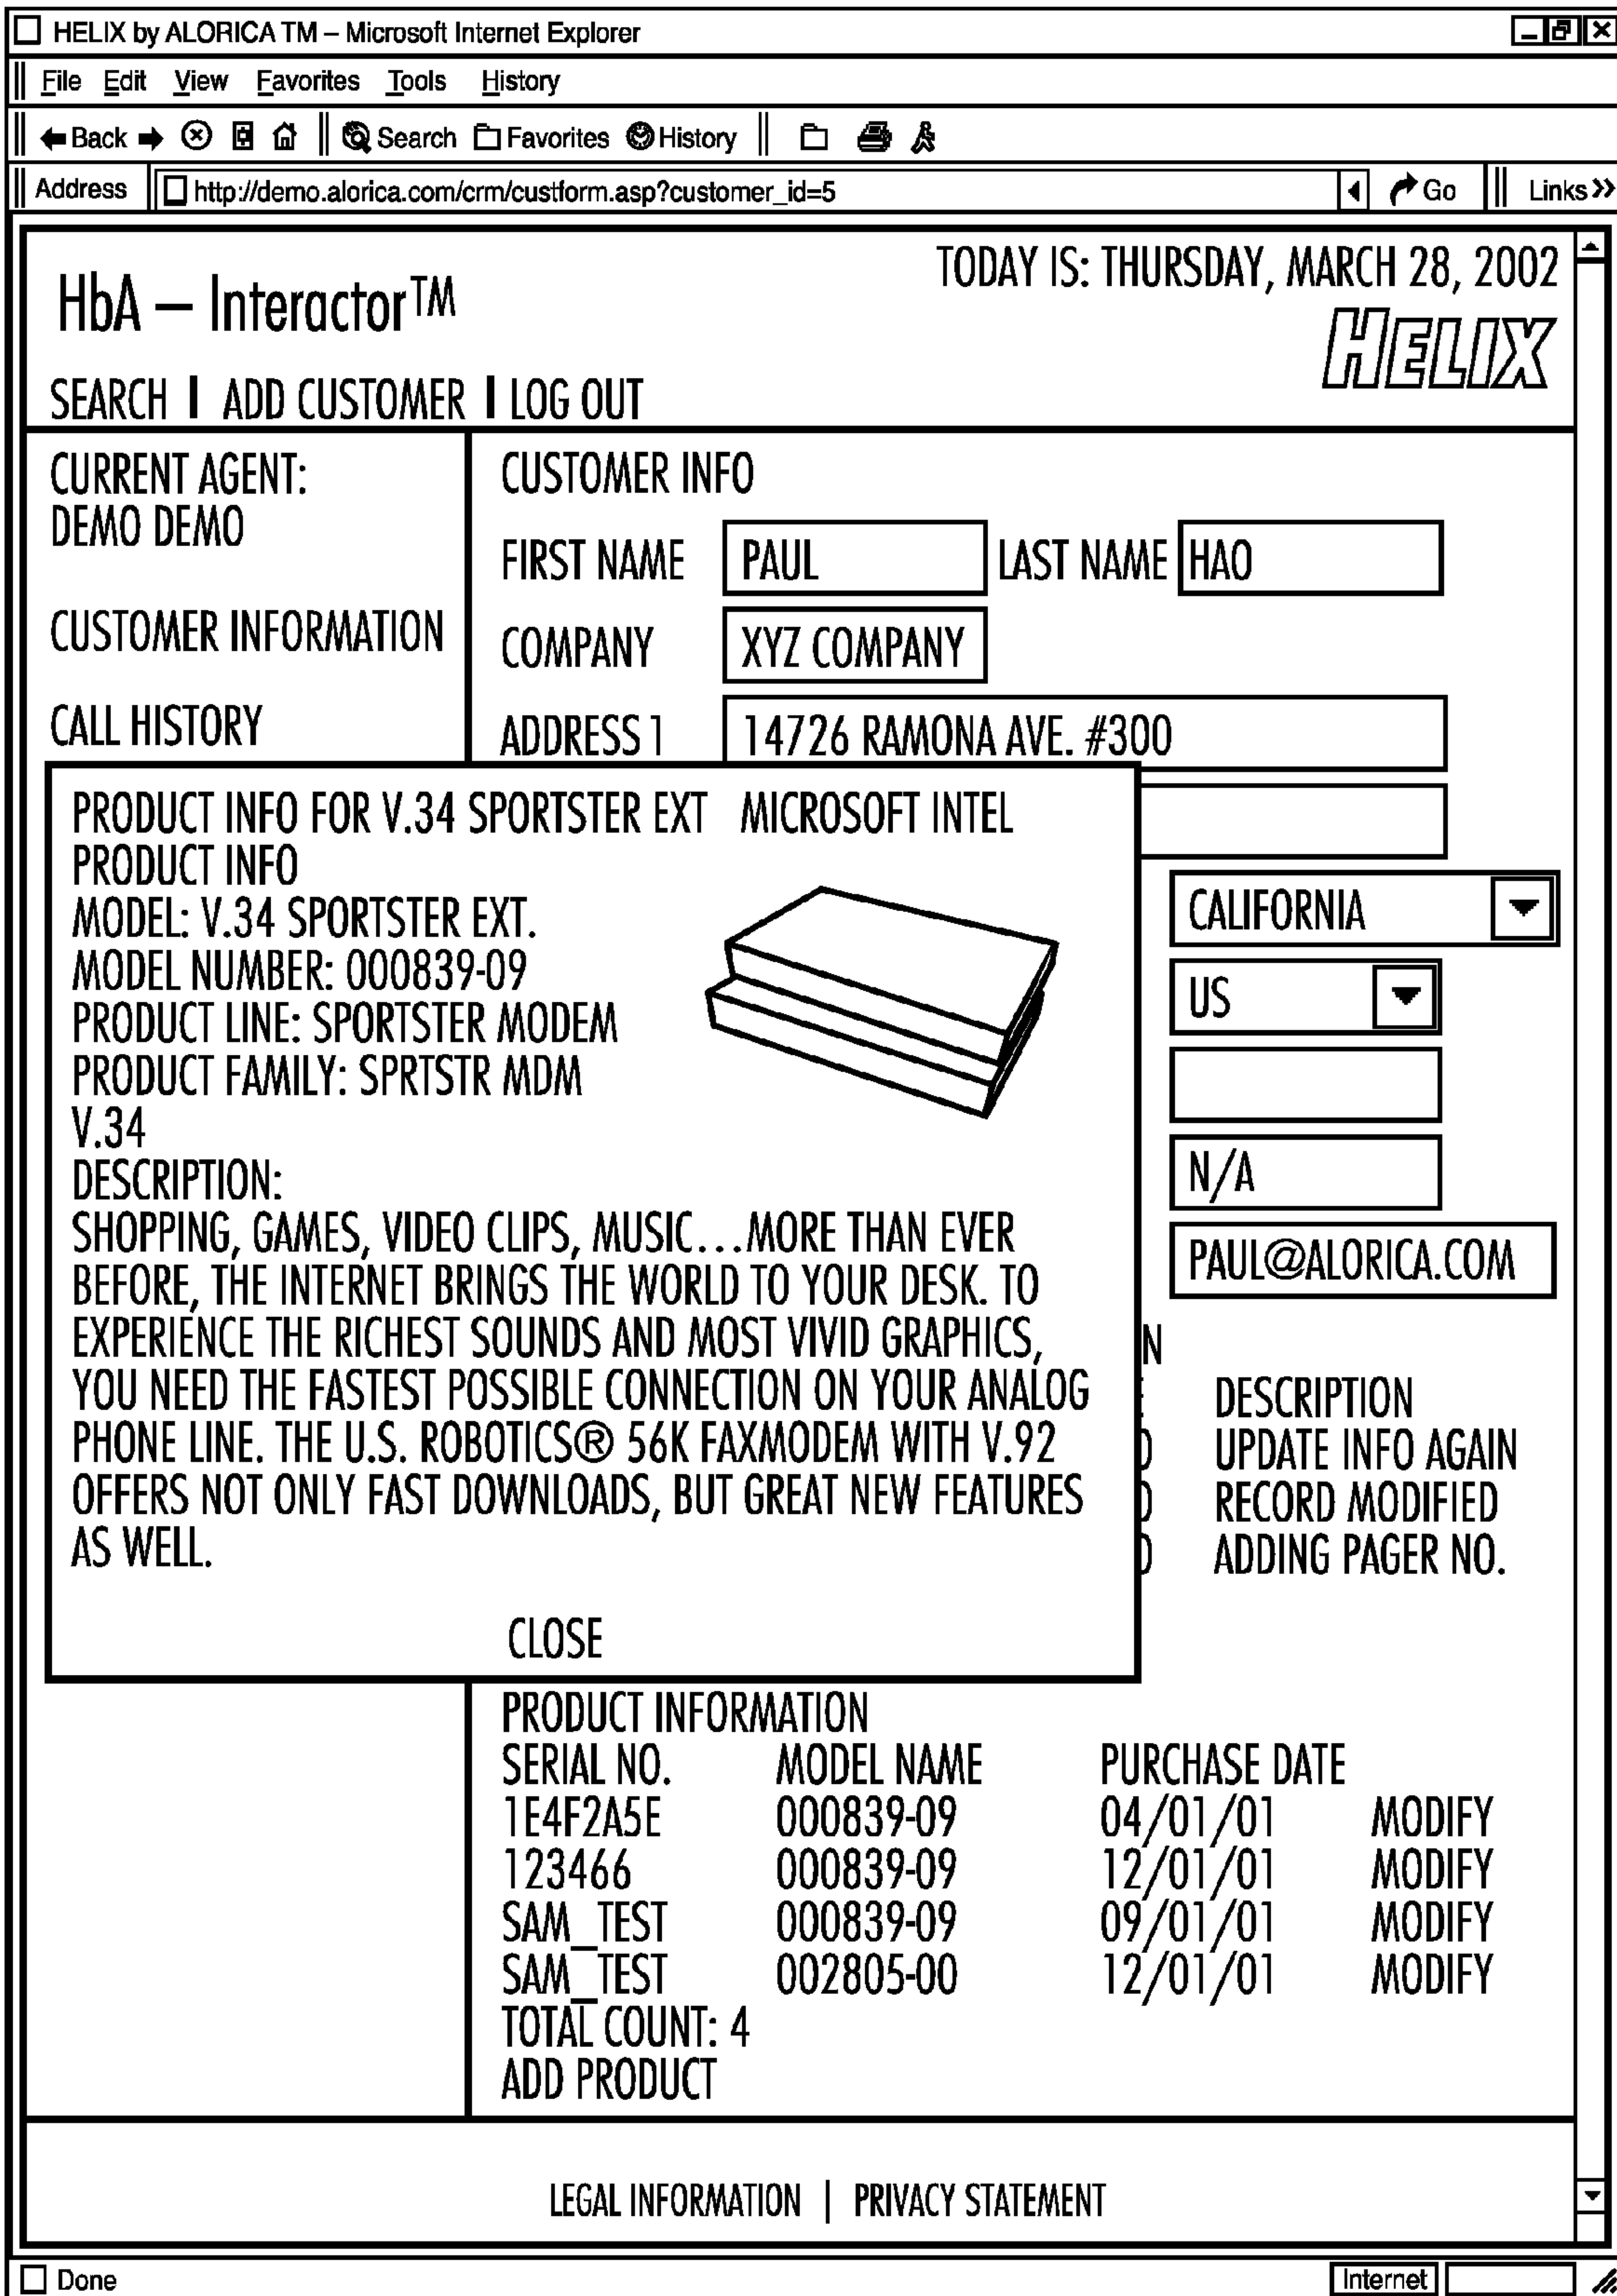 HELIX by ALORICA TM – Microsoft Internet Explorer
File Edit View Favorites Tools History
Back Search Favorites History
Address http://demo.alorica.com/crm/custform.asp?customer_id=5 Go Links
TODAY IS: THURSDAY, MARCH 28, 2002
HbA – Interactor™
HELIX
SEARCH | ADD CUSTOMER | LOG OUT
CURRENT AGENT:
DEMO DEMO
CUSTOMER INFORMATION
CALL HISTORY
CUSTOMER INFO
FIRST NAME PAUL LAST NAME HAO
COMPANY XYZ COMPANY
ADDRESS 1 14726 RAMONA AVE. #300
PRODUCT INFO FOR V.34 SPORTSTER EXT MICROSOFT INTEL
PRODUCT INFO
MODEL: V.34 SPORTSTER EXT.
MODEL NUMBER: 000839-09
PRODUCT LINE: SPORTSTER MODEM
PRODUCT FAMILY: SPRTSTR MDM
V.34
DESCRIPTION:
SHOPPING, GAMES, VIDEO CLIPS, MUSIC...MORE THAN EVER
BEFORE, THE INTERNET BRINGS THE WORLD TO YOUR DESK. TO
EXPERIENCE THE RICHEST SOUNDS AND MOST VIVID GRAPHICS,
YOU NEED THE FASTEST POSSIBLE CONNECTION ON YOUR ANALOG
PHONE LINE. THE U.S. ROBOTICS® 56K FAXMODEM WITH V.92
OFFERS NOT ONLY FAST DOWNLOADS, BUT GREAT NEW FEATURES
AS WELL.
CLOSE
CALIFORNIA
US
N/A
PAUL@ALORICA.COM
N
DESCRIPTION
UPDATE INFO AGAIN
RECORD MODIFIED
ADDING PAGER NO.
PRODUCT INFORMATION
SERIAL NO. MODEL NAME PURCHASE DATE
1E4F2A5E 000839-09 04/01/01 MODIFY
123466 000839-09 12/01/01 MODIFY
SAM_TEST 000839-09 09/01/01 MODIFY
SAM_TEST 002805-00 12/01/01 MODIFY
TOTAL COUNT: 4
ADD PRODUCT
LEGAL INFORMATION | PRIVACY STATEMENT
Done Internet